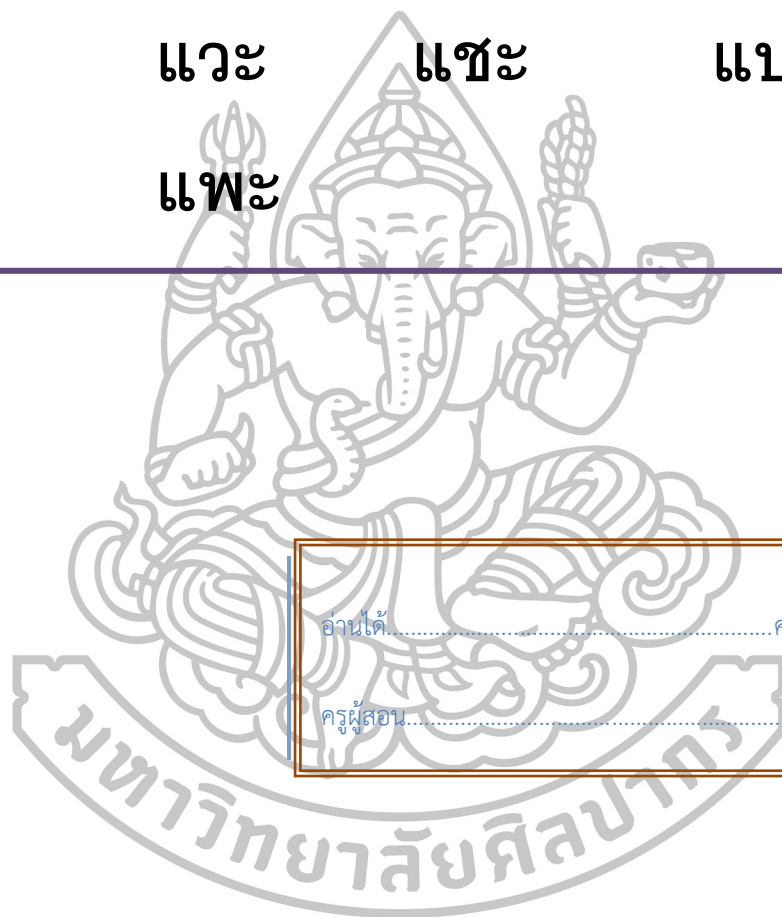 แวะ แชะ
แพะ
อ่านได้........................................................
ครูผู้สอน........................................................
มหาวิทยาลัยศิลปากร